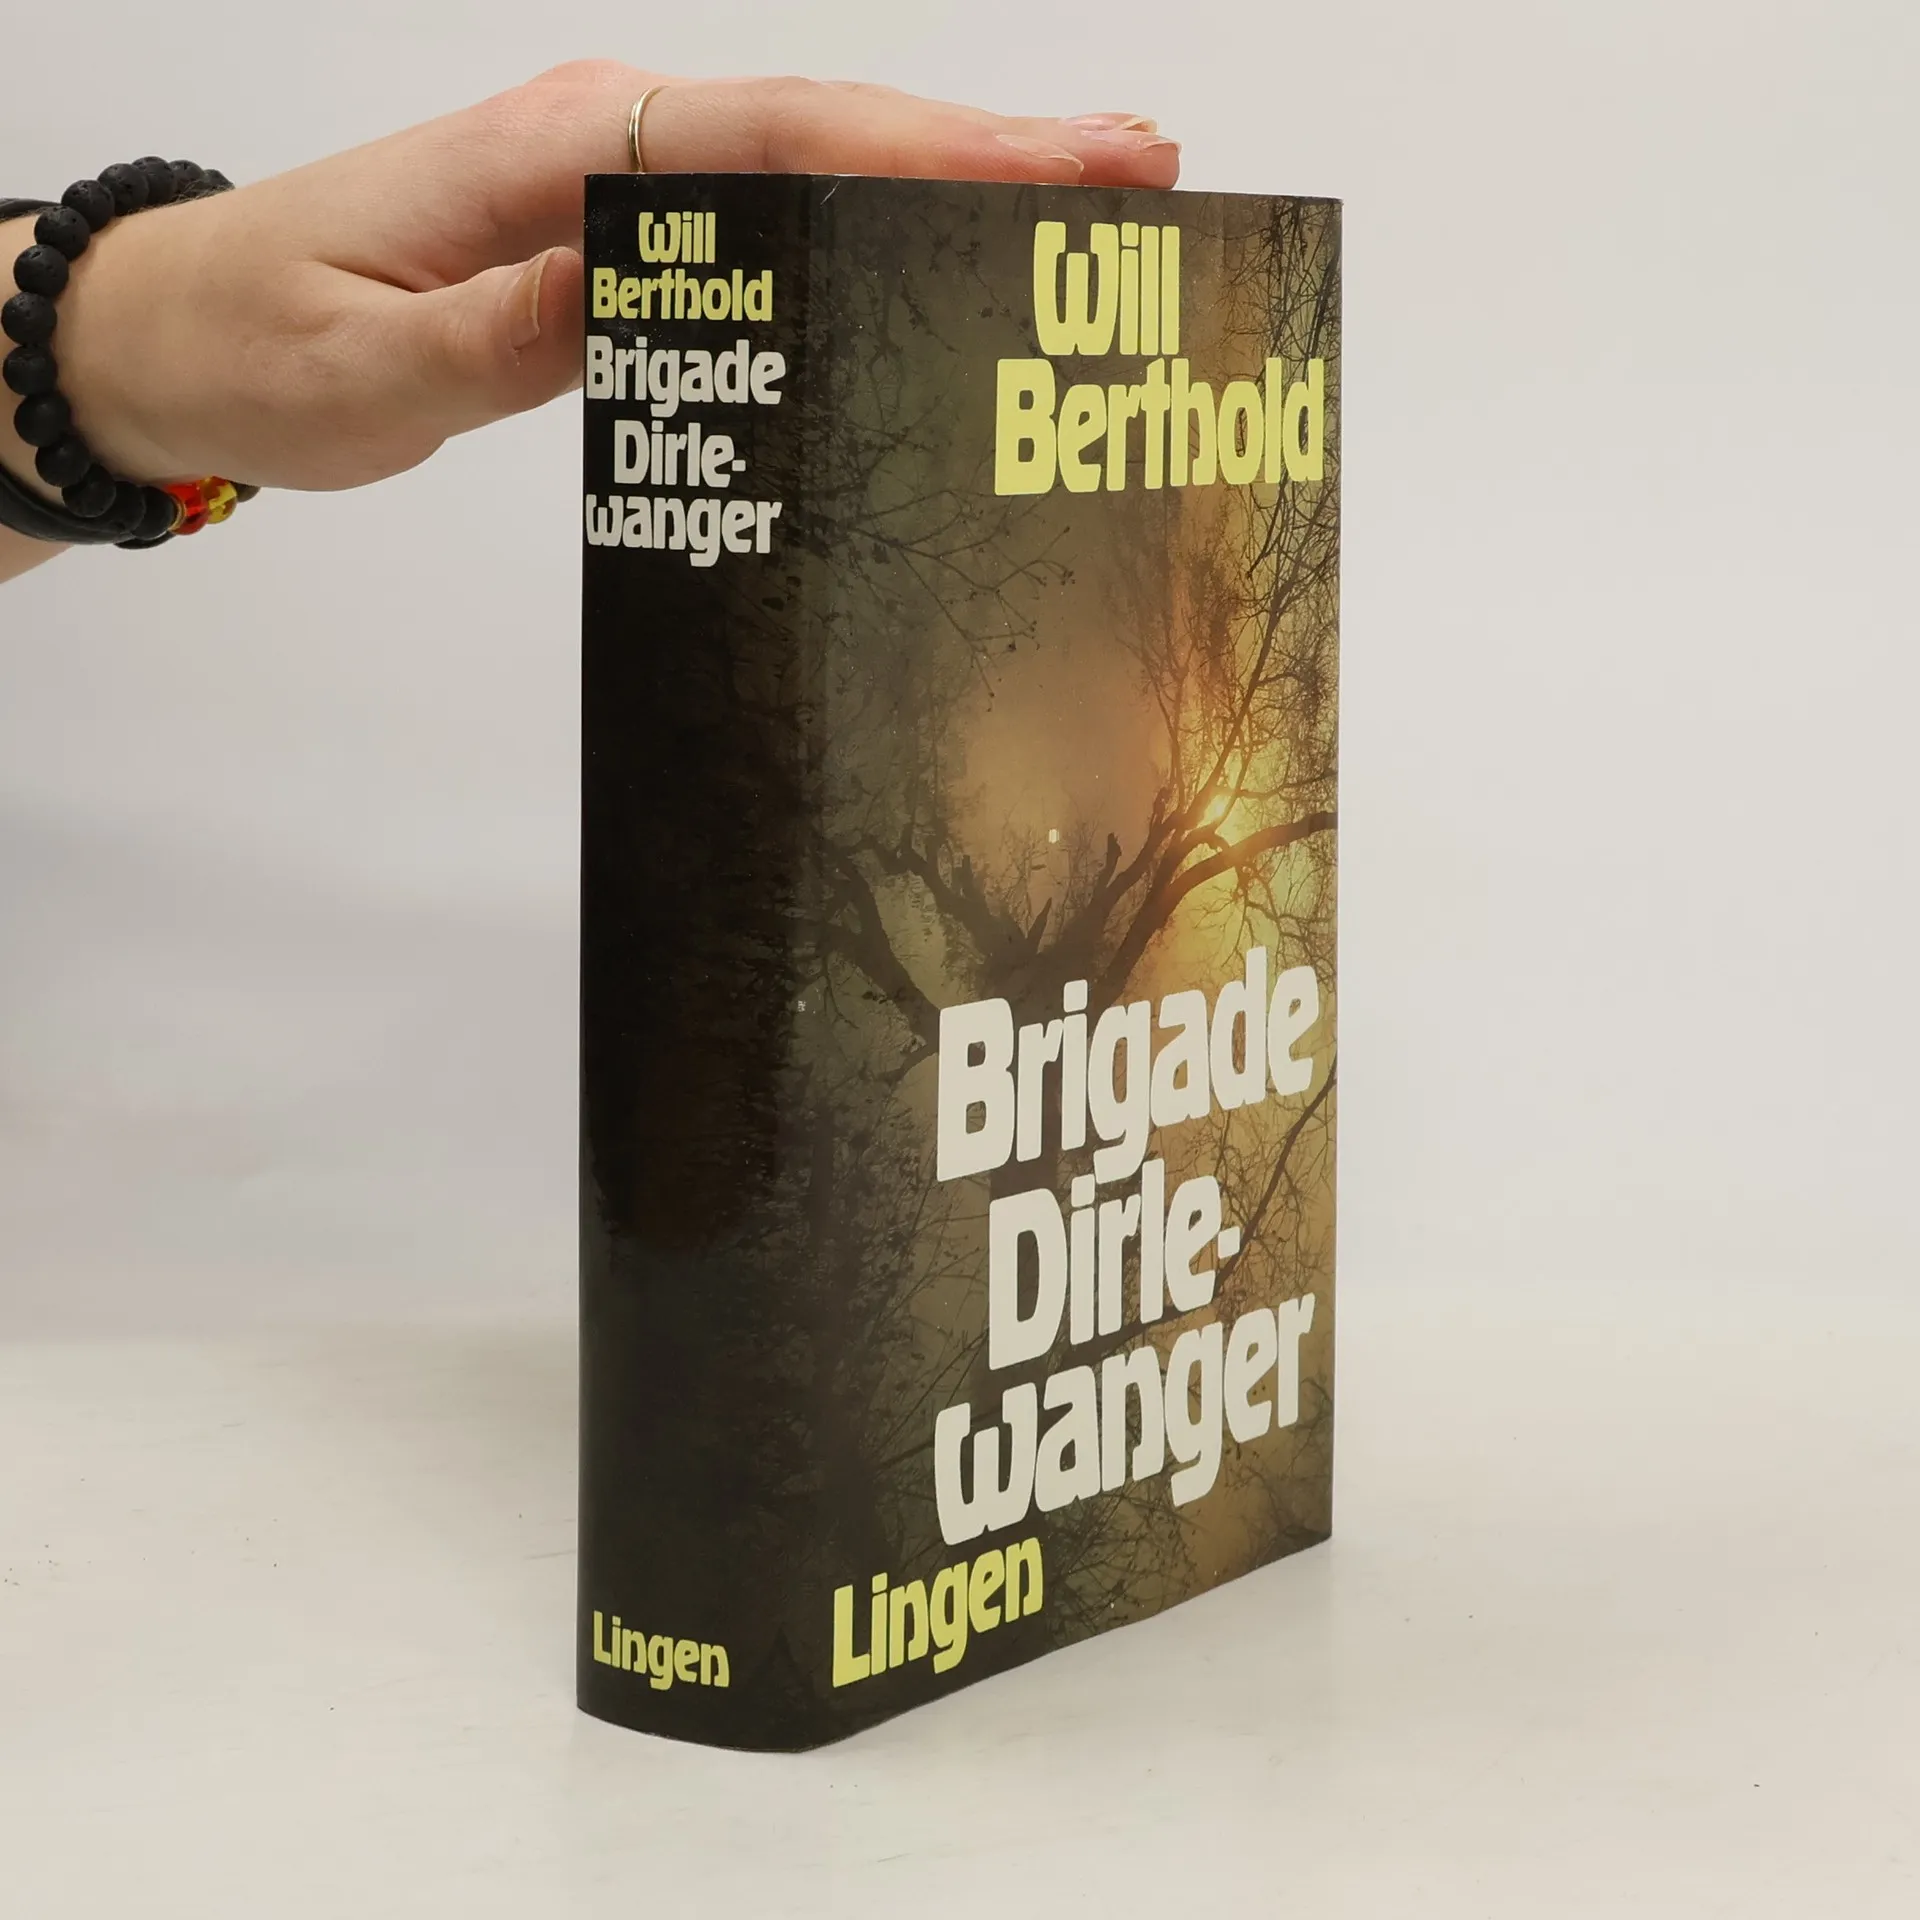 Will
Berthold
Brigade
Dirle-
wanger
Lingen
Will
Berthold
Brigade
Dirle-
wanger
Lingen